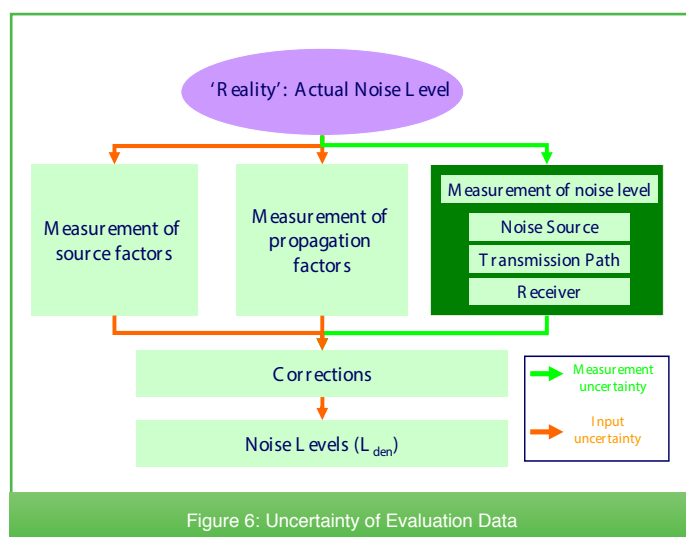 'Reality': Actual Noise Level
Measurement of
source factors
Measurement of
propagation
factors
Measurement of noise level
Noise Source
Transmission Path
Receiver
Corrections
Noise Levels (L den)
Measurement
uncertainty
Input
uncertainty
Figure 6: Uncertainty of Evaluation Data